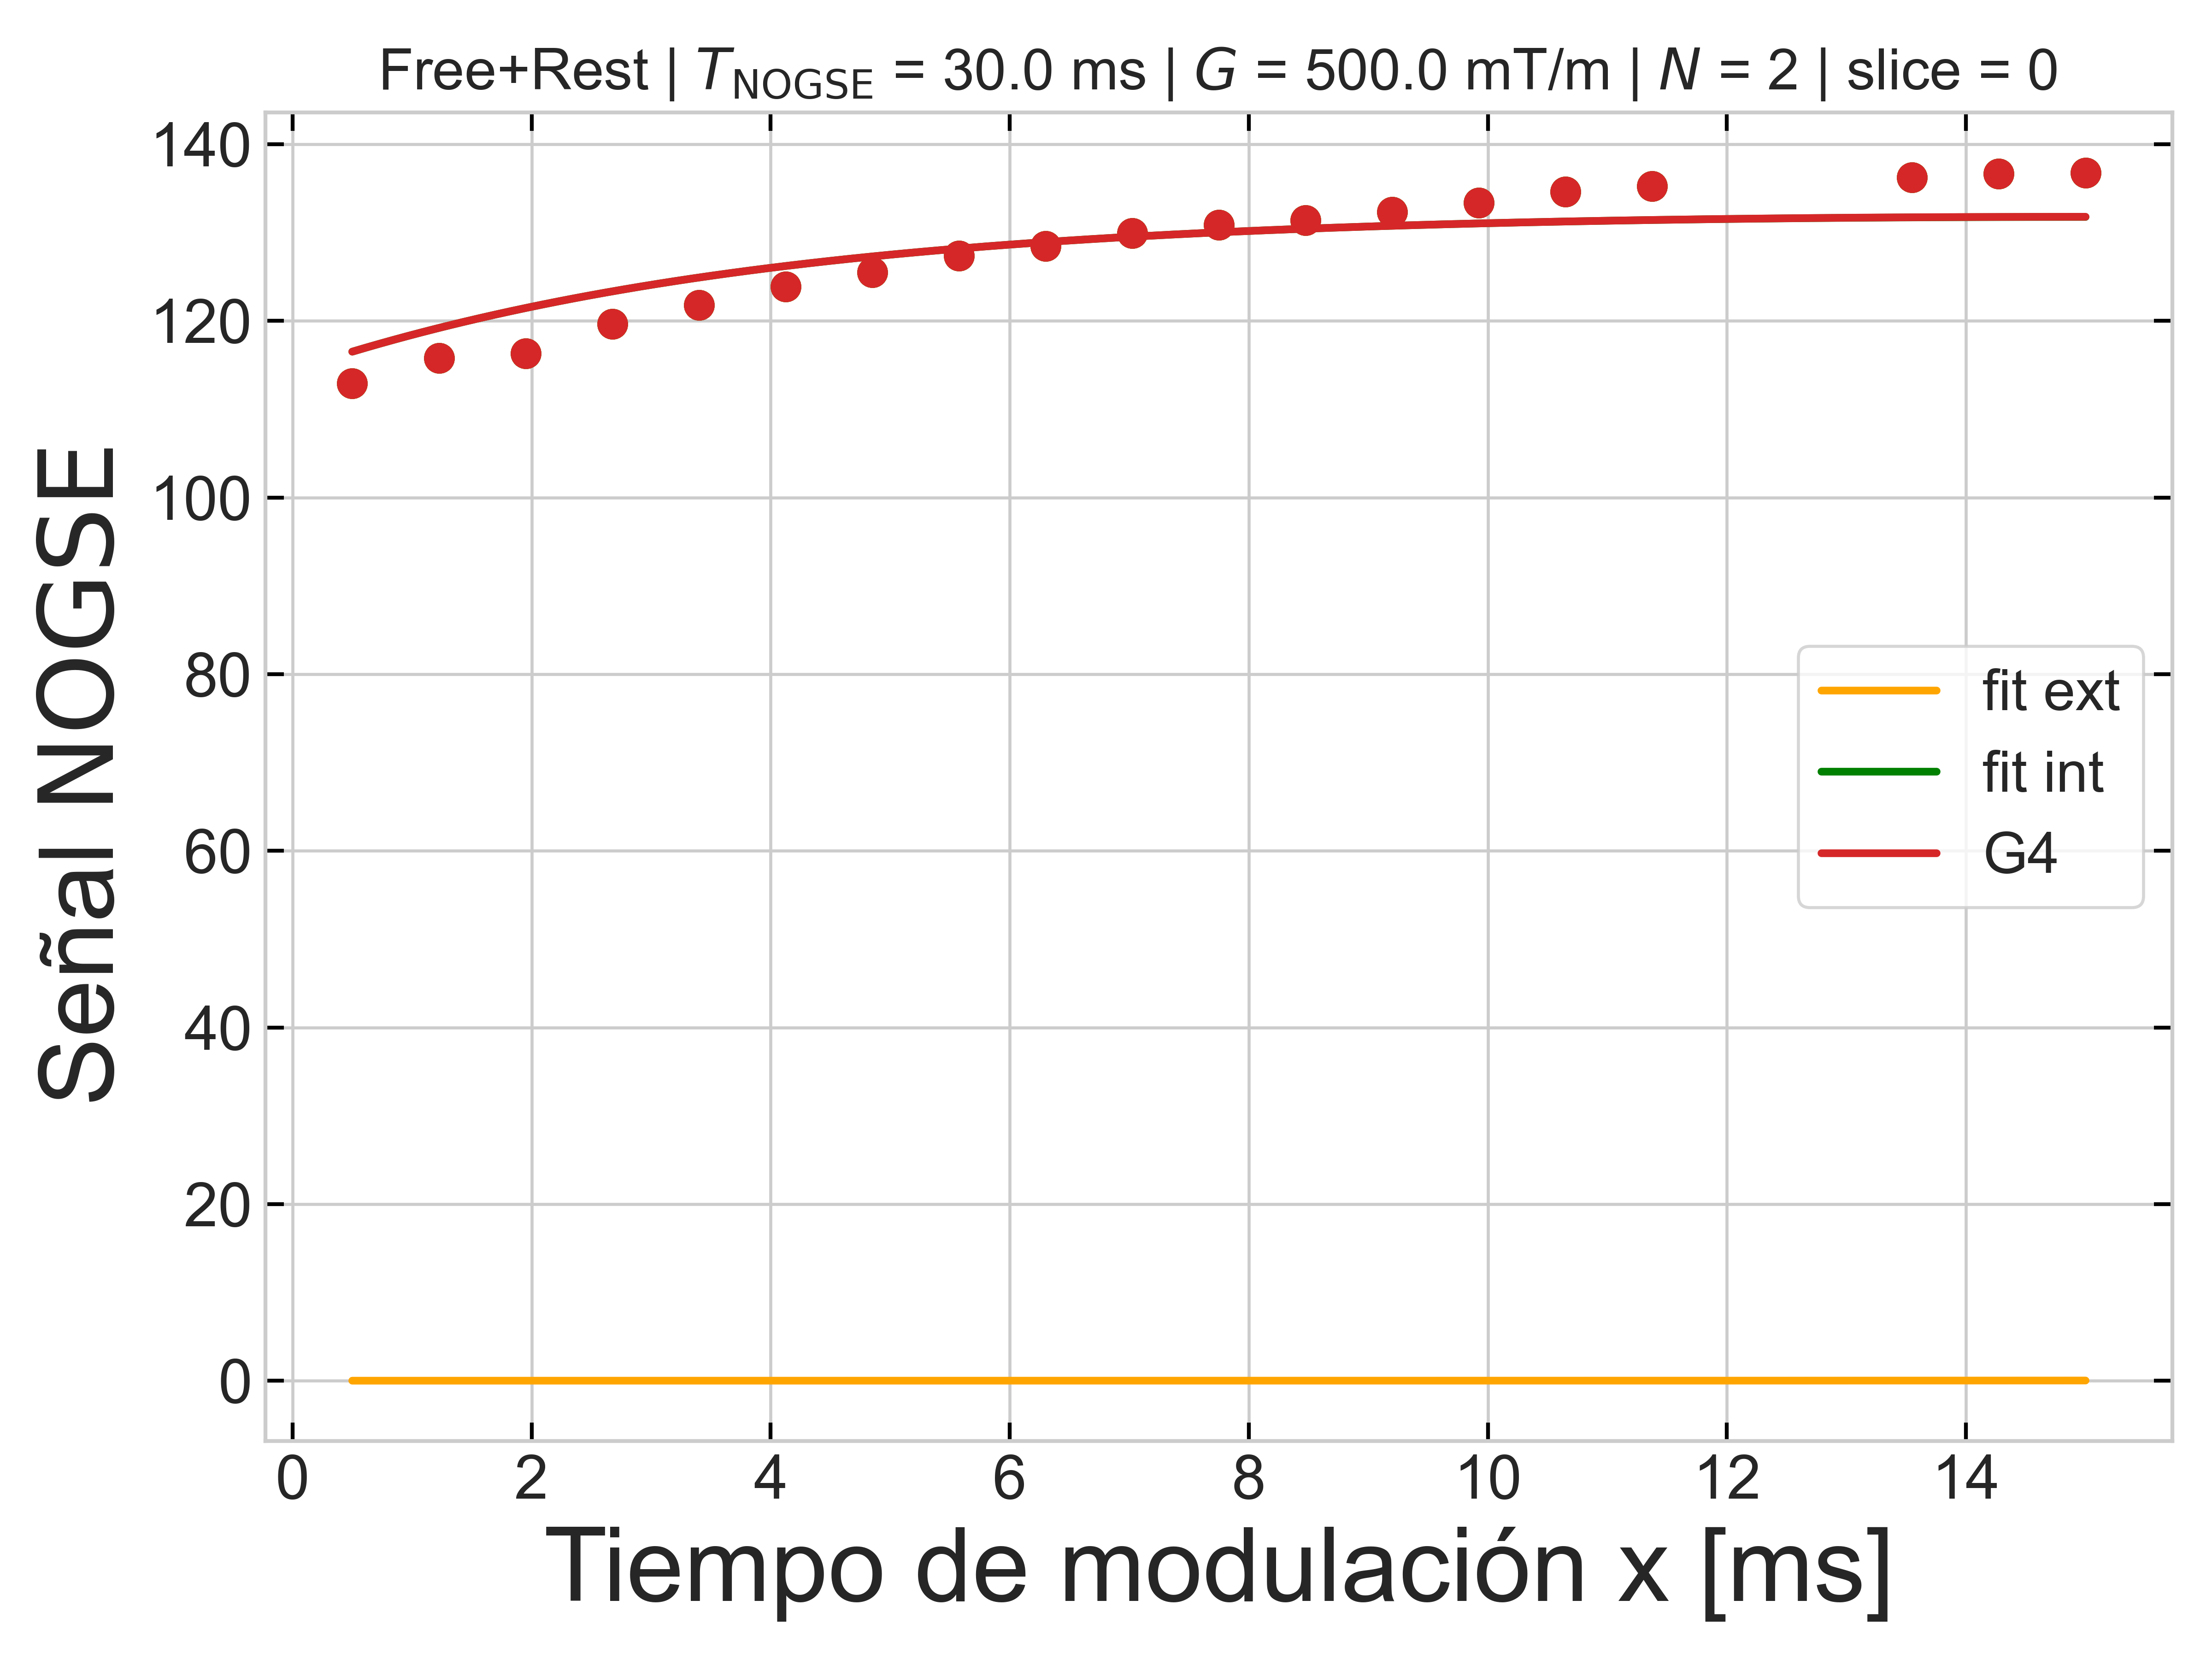 Free+Rest | T_NOGSE = 30.0 ms | G = 500.0 mT/m | N = 2 | slice = 0
140
120
100
80
60
40
20
0
Señal NOGSE
fit ext
fit int
G4
0 2 4 6 8 10 12 14
Tiempo de modulación x [ms]